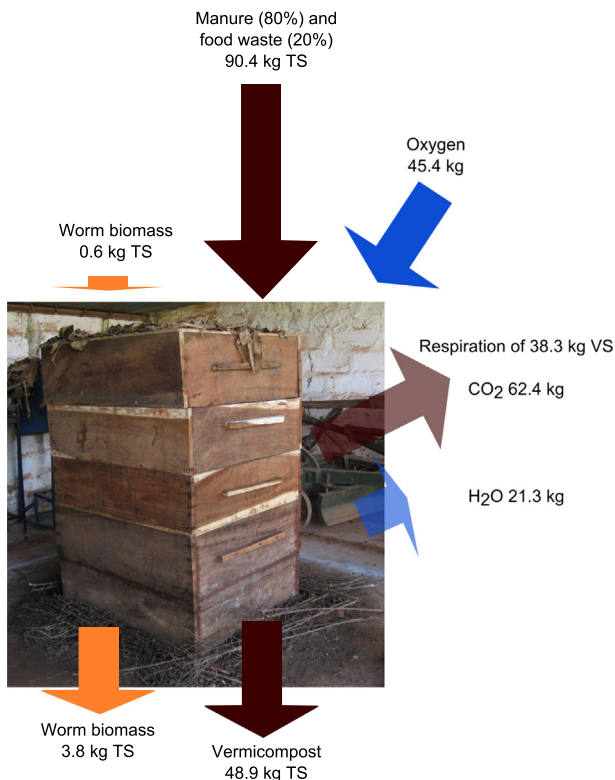 Manure (80%) and
food waste (20%)
90.4 kg TS
Oxygen
45.4 kg
Worm biomass
0.6 kg TS
Respiration of 38.3 kg VS
CO2 62.4 kg
H2O 21.3 kg
Worm biomass
3.8 kg TS
Vermicompost
48.9 kg TS